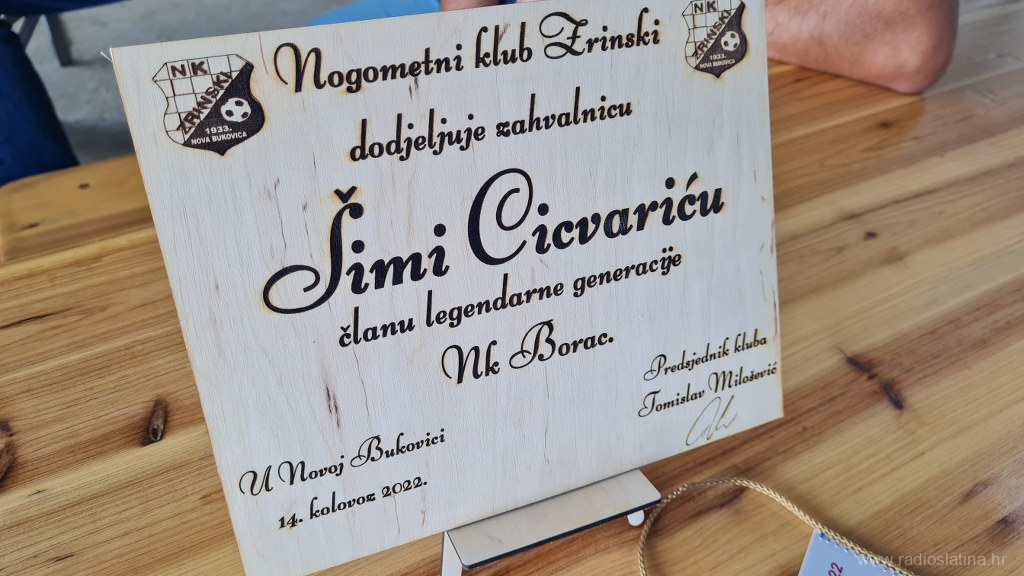 NK
ZRINSKI
1933.
NOVA BUKOVICA
Nogometni klub Zrinski
NK
ZRINSKI
1933.
NOVA BUKOVICA
dodjeljuje zahvalnicu
Šimi Cicvariću
članu legendarne generacije
Nk Borac.
Predsjednik kluba
Tomislav Milošević
U Novoj Bukovici
14. kolovoz 2022.
22
www.radioslatina.hr